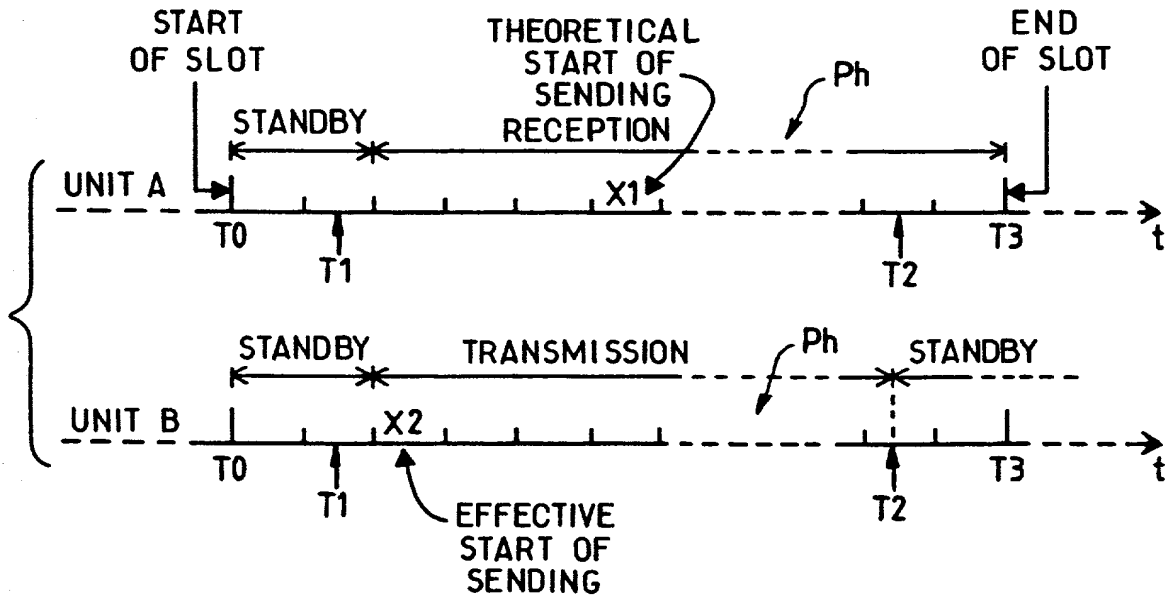 START
OF SLOT
THEORETICAL
START OF
SENDING
END
OF SLOT
Ph
STANDBY
RECEPTION
UNIT A
X1
T0
T1
T2
T3
t
STANDBY
TRANSMISSION
Ph
STANDBY
UNIT B
X2
T0
T1
T2
T3
t
EFFECTIVE
START OF
SENDING